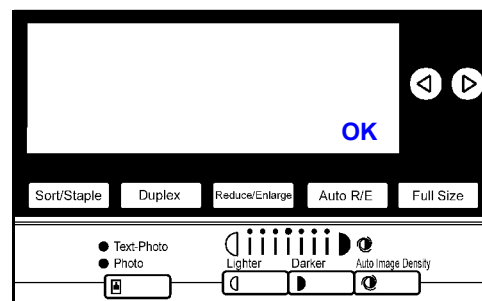 OK
Sort/Staple Duplex Reduce/Enlarge Auto R/E Full Size
Text-Photo
Photo
Lighter Darker Auto Image Density